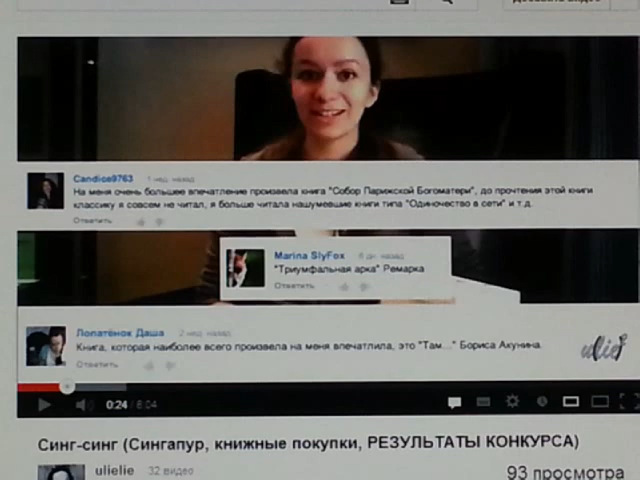 Candice9763 1 нед. назад
На меня очень большее впечатление произвела книга "Собор Парижской Богоматери", до прочтения этой книги
классику я совсем не читал, я больше читала нашумевшие книги типа "Одиночество в сети" и т.д.
Ответить
Marina SlyFox 6 дн. назад
"Триумфальная арка" Ремарка
Ответить
Лопатёнок Даша 2 нед. назад
Книга, которая наиболее всего произвела на меня впечатлила, это "Там..." Бориса Акунина.
Ответить
0:24
Синг-синг (Сингапур, книжные покупки, РЕЗУЛЬТАТЫ КОНКУРСА)
ulielie 32 видео
93 просмотра